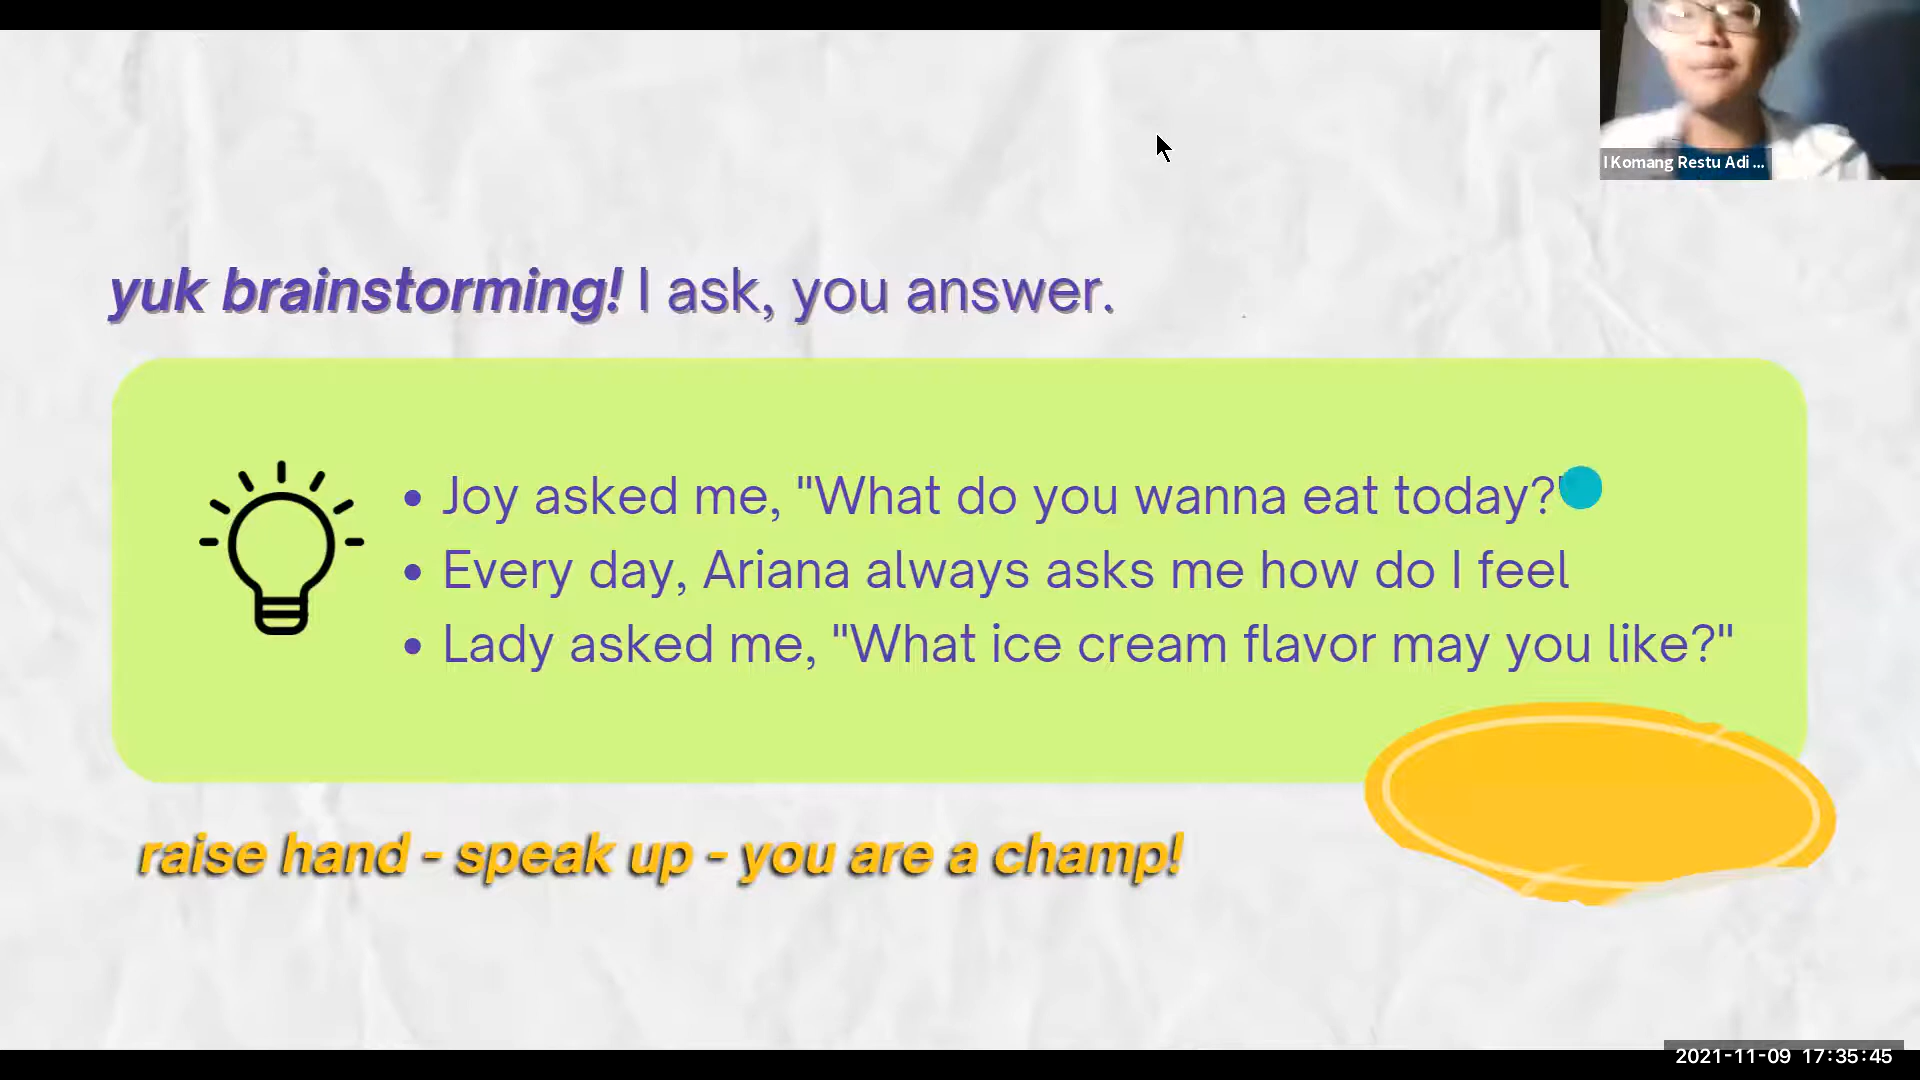 I Komang Restu Adi ...
yuk brainstorming! I ask, you answer.
• Joy asked me, "What do you wanna eat today?"
• Every day, Ariana always asks me how do I feel
• Lady asked me, "What ice cream flavor may you like?"
raise hand - speak up - you are a champ!
2021-11-09 17:35:45